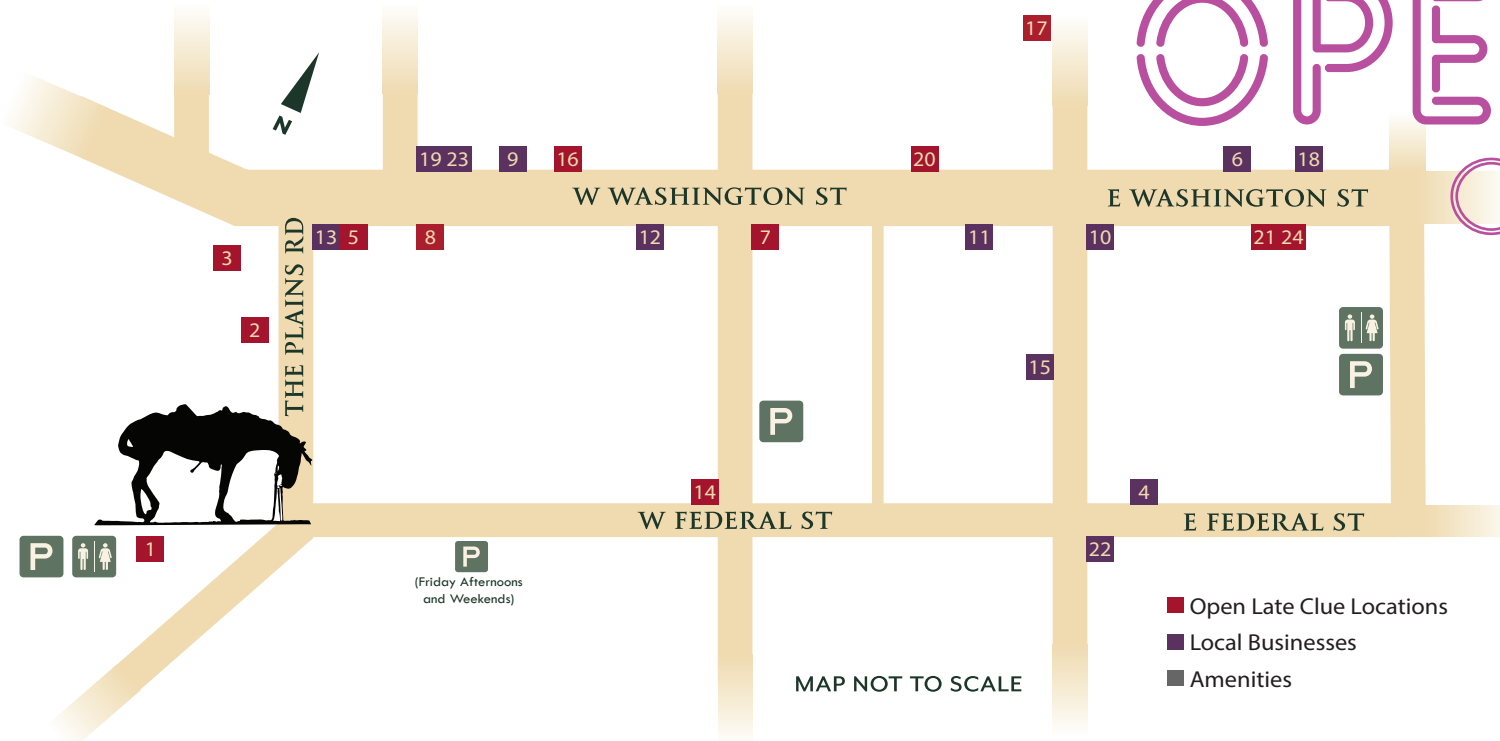 OPE
17
N
19 23
9
16
20
6
18
W WASHINGTON ST
E WASHINGTON ST
13 5
8
12
7
11
10
21 24
3
THE PLAINS RD
2
15
P
P
14
4
W FEDERAL ST
E FEDERAL ST
P
1
P
(Friday Afternoons
and Weekends)
22
Open Late Clue Locations
Local Businesses
Amenities
MAP NOT TO SCALE